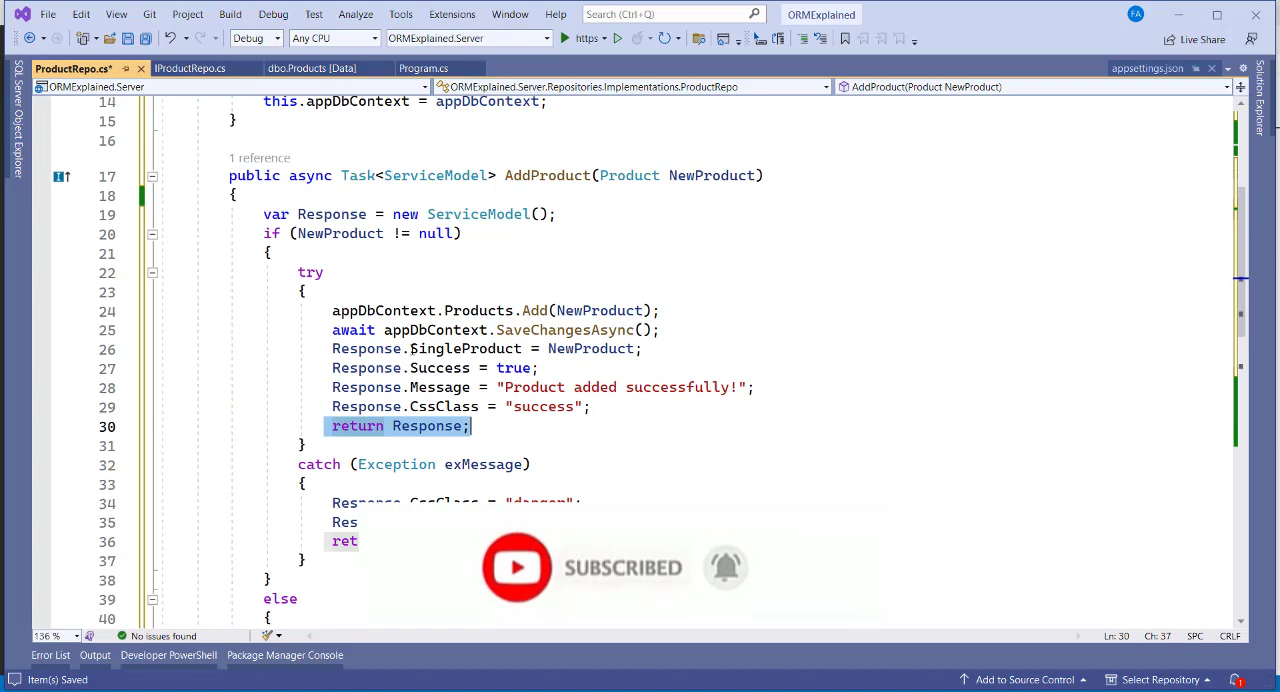 File Edit View Git Project Build Debug Test Analyze Tools Extensions Window Help Search (Ctrl+Q) ORMExplained FA
Debug Any CPU ORMExplained.Server https Live Share
ProductRepo.cs* IProductRepo.cs dbo.Products [Data] Program.cs appsettings.json
ORMExplained.Server ORMExplained.Server.Repositories.Implementations.ProductRepo AddProduct(Product NewProduct)
SQL Server Object Explorer
Solution Explorer
14 this.appDbContext = appDbContext;
15 }
16
1 reference
17 public async Task<ServiceModel> AddProduct(Product NewProduct)
18 {
19 var Response = new ServiceModel();
20 if (NewProduct != null)
21 {
22 try
23 {
24 appDbContext.Products.Add(NewProduct);
25 await appDbContext.SaveChangesAsync();
26 Response.SingleProduct = NewProduct;
27 Response.Success = true;
28 Response.Message = "Product added successfully!";
29 Response.CssClass = "success";
30 return Response;
31 }
32 catch (Exception exMessage)
33 {
34 Response.CssClass = "danger";
35 Res
36 ret
37 }
38 }
39 else
40 {
SUBSCRIBED
136 % No issues found Ln: 30 Ch: 37 SPC CRLF
Error List Output Developer PowerShell Package Manager Console
Item(s) Saved Add to Source Control Select Repository 1